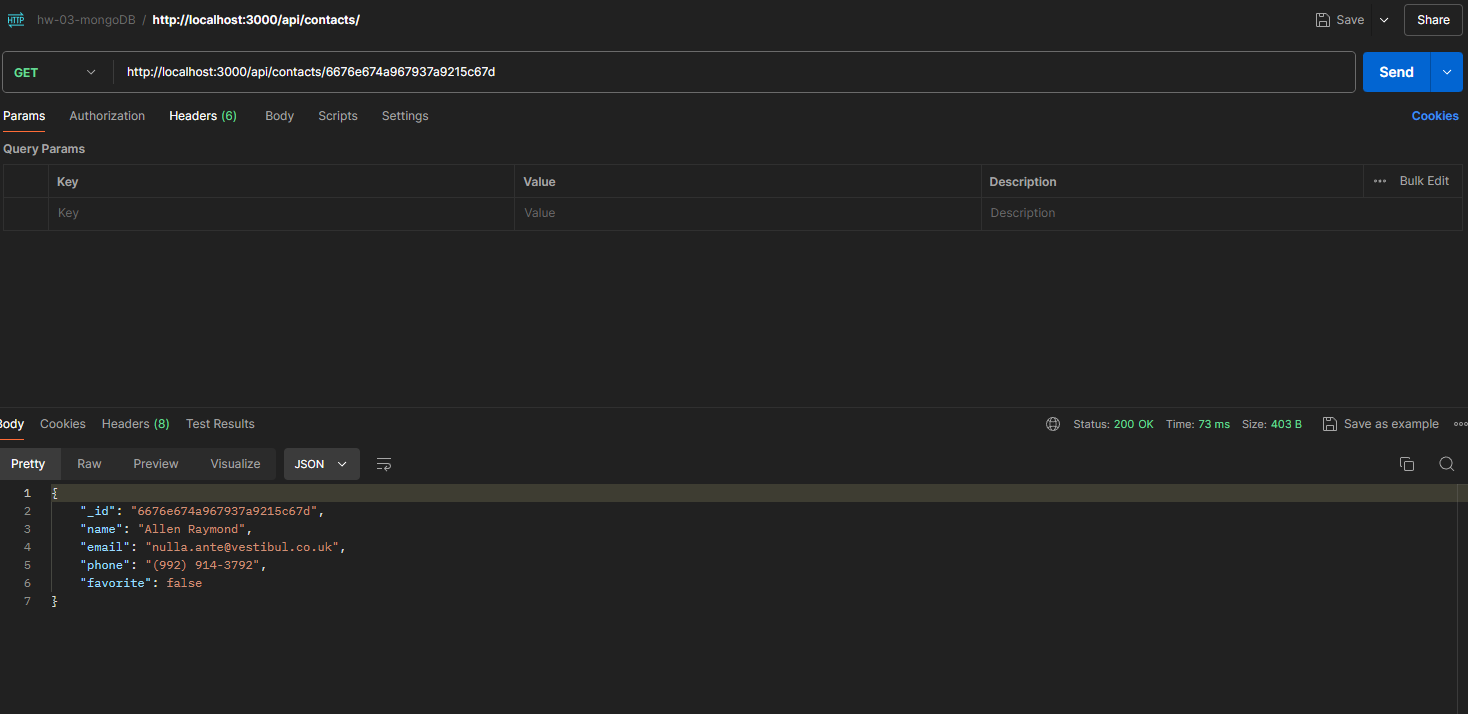 HTTP hw-03-mongoDB / http://localhost:3000/api/contacts/ Save Share
GET http://localhost:3000/api/contacts/6676e674a967937a9215c67d Send
Params Authorization Headers (6) Body Scripts Settings Cookies
Query Params
Key Value Description ••• Bulk Edit
Key Value Description
Body Cookies Headers (8) Test Results Status: 200 OK Time: 73 ms Size: 403 B Save as example
Pretty Raw Preview Visualize JSON
1 {
2 "_id": "6676e674a967937a9215c67d",
3 "name": "Allen Raymond",
4 "email": "nulla.ante@vestibul.co.uk",
5 "phone": "(992) 914-3792",
6 "favorite": false
7 }